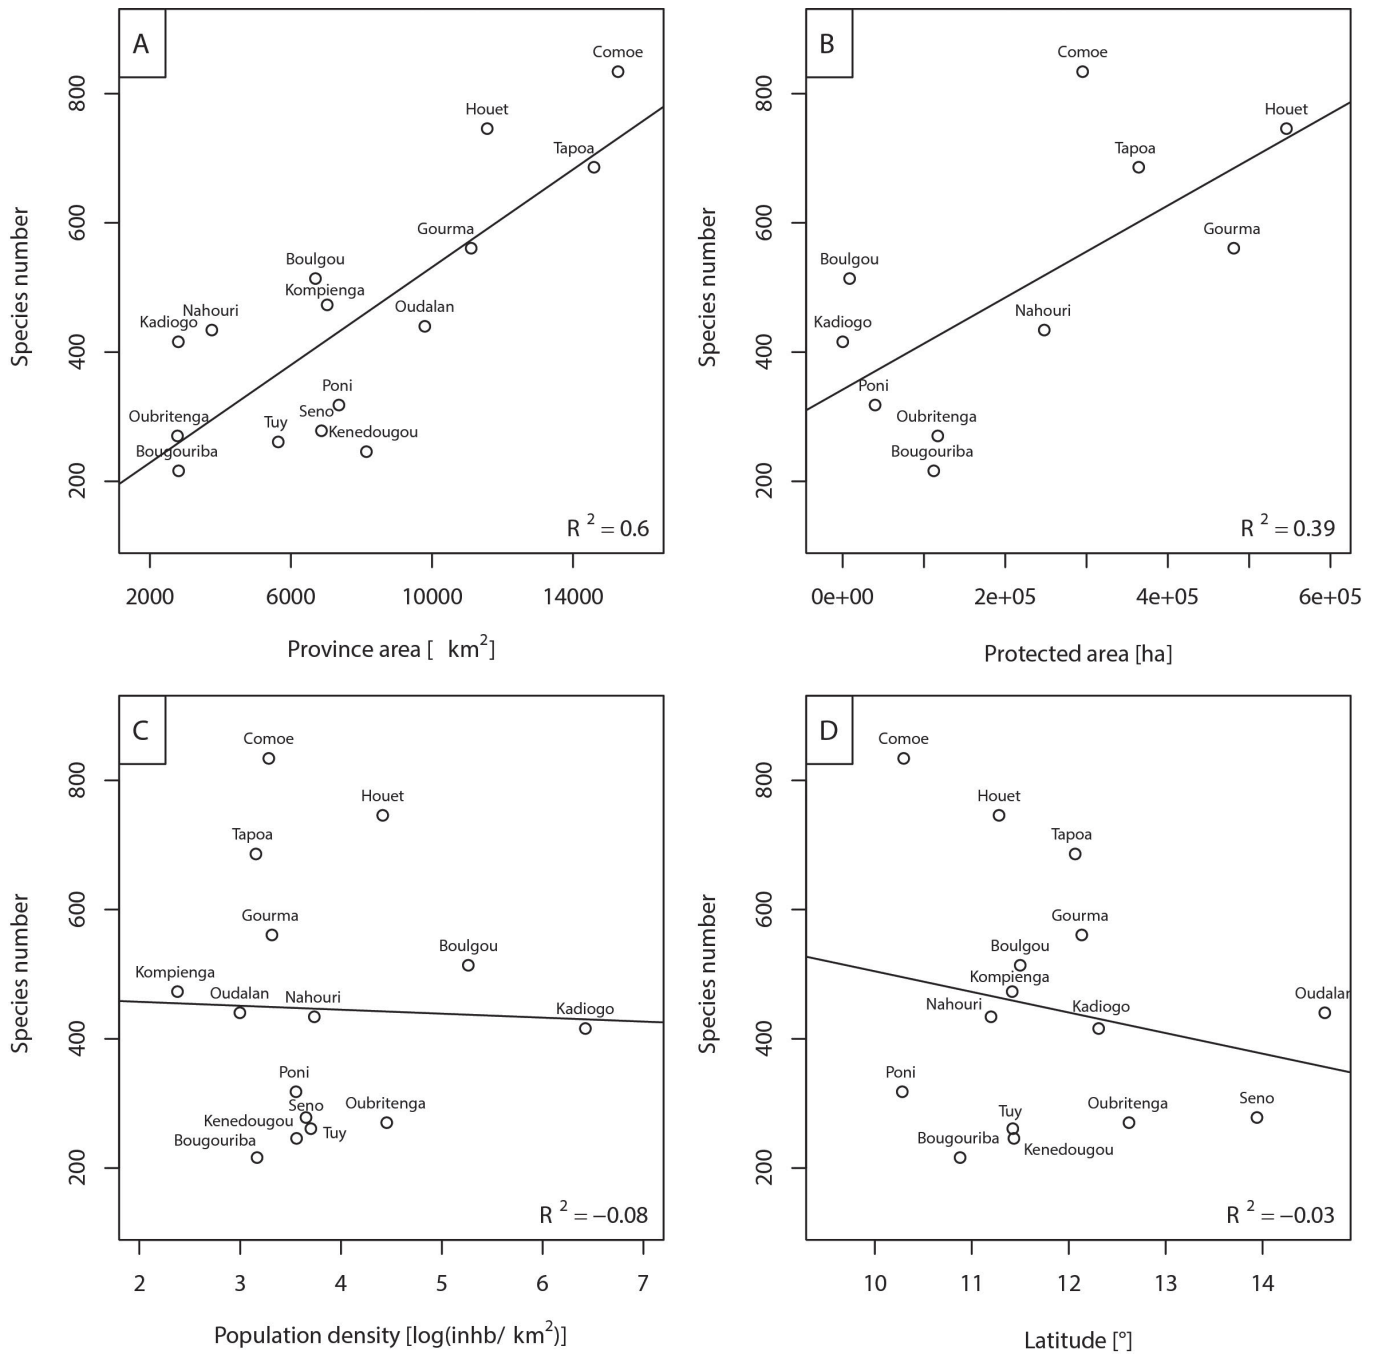 A
Comoe
Houet
Tapoa
Gourma
Boulgou
Kompienga
Nahouri
Kadiogo
Oudalan
Poni
Seno
Oubritenga
Tuy
Kenedougou
Bougouriba
R 2 = 0.6
200
400
600
800
Species number
2000
6000
10000
14000
Province area [ km2]
B
Comoe
Houet
Tapoa
Gourma
Boulgou
Nahouri
Kadiogo
Poni
Oubritenga
Bougouriba
R 2 = 0.39
200
400
600
800
Species number
0e+00
2e+05
4e+05
6e+05
Protected area [ha]
C
Comoe
Houet
Tapoa
Gourma
Boulgou
Kompienga
Oudalan
Nahouri
Kadiogo
Poni
Seno
Oubritenga
Kenedougou
Tuy
Bougouriba
R 2 = −0.08
200
400
600
800
Species number
2
3
4
5
6
7
Population density [log(inhb/ km2)]
D
Comoe
Houet
Tapoa
Gourma
Boulgou
Kompienga
Nahouri
Kadiogo
Oudalar
Poni
Seno
Tuy
Oubritenga
Bougouriba
Kenedougou
R 2 = −0.03
200
400
600
800
Species number
10
11
12
13
14
Latitude [°]